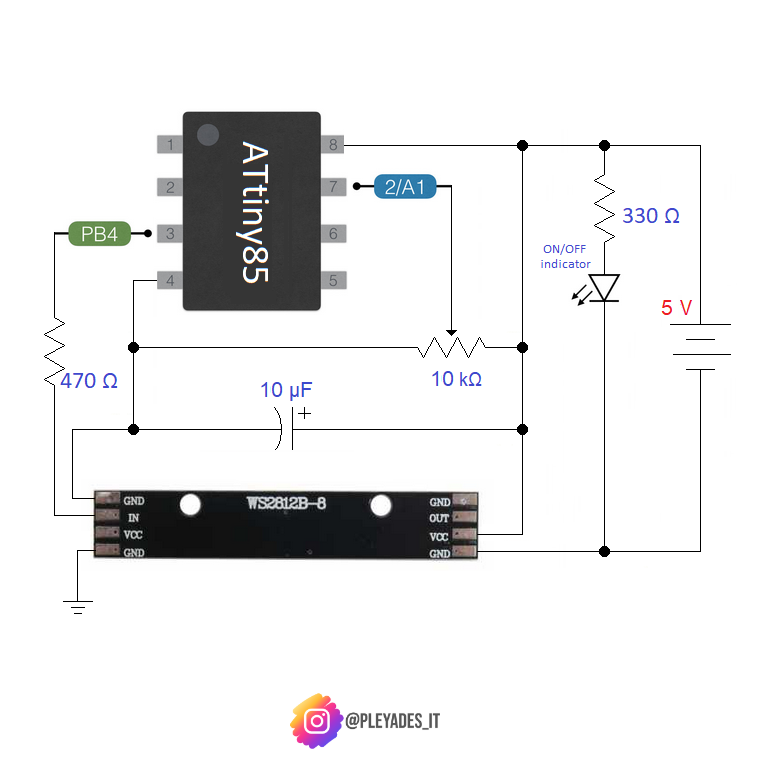 1
8
2
7
2/A1
PB4
3
6
4
5
ATtiny85
330 Ω
ON/OFF
indicator
5 V
470 Ω
10 kΩ
10 µF
+
WS2812B-8
GND
IN
VCC
GND
GND
OUT
VCC
GND
@PLEYADES_IT